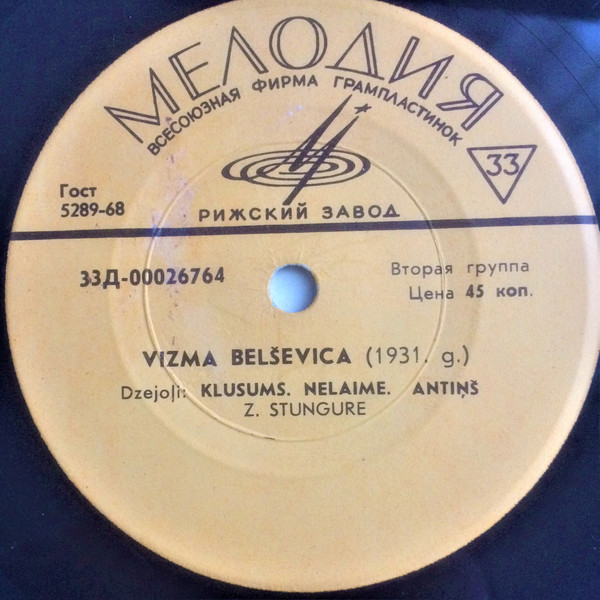 МЕЛОДИЯ
ВСЕСОЮЗНАЯ ФИРМА ГРАМПЛАСТИНОК
33
Гост
5289-68
РИЖСКИЙ ЗАВОД
33Д-00026764
Вторая группа
Цена 45 коп.
VIZMA BELŠEVICA (1931. g.)
Dzejoļi: KLUSUMS. NELAIME. ANTIŅŠ
Z. STUNGURE